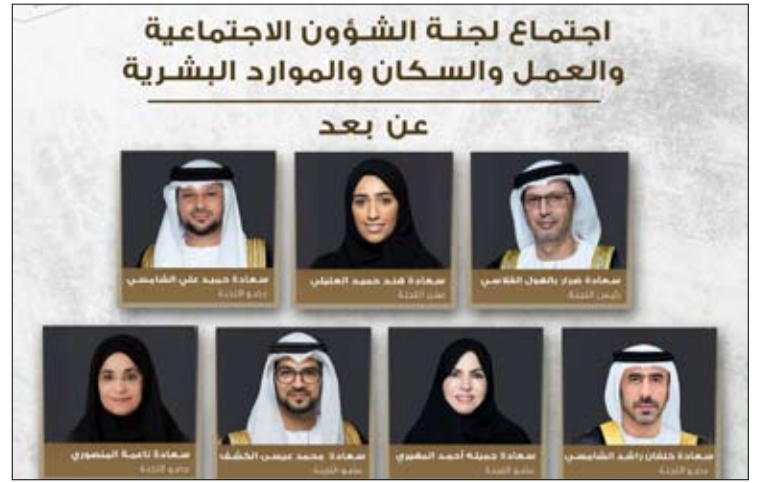 اجتماع لجنة الشؤون الاجتماعية
والعمل والسكان والموارد البشرية
عن بعد
سعادة ضرار بالهول الفلاسي
رئيس اللجنة
سعادة هند حميد العليلي
مقرر اللجنة
سعادة حميد علي الشامسي
عضو اللجنة
سعادة خلفان راشد الشامسي
عضو اللجنة
سعادة جميلة أحمد المهيري
عضو اللجنة
سعادة محمد عيسى الكشف
عضو اللجنة
سعادة ناعمة المنصوري
عضو اللجنة